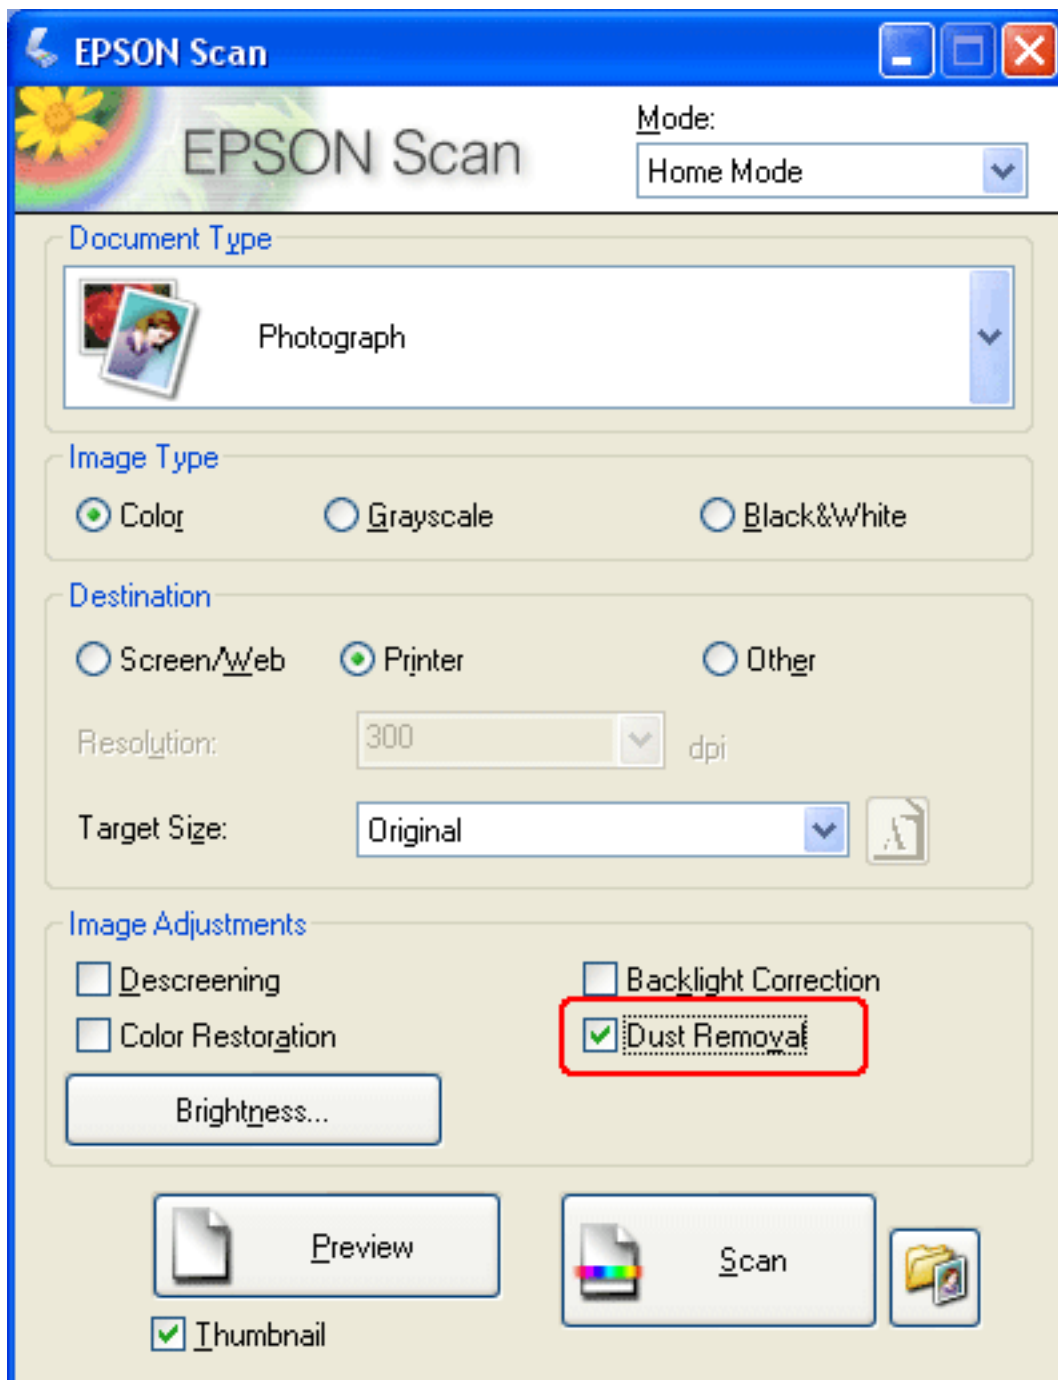 EPSON Scan
EPSON Scan
Mode:
Home Mode
Document Type
Photograph
Image Type
Color Grayscale Black&White
Destination
Screen/Web Printer Other
Resolution: 300 dpi
Target Size: Original
Image Adjustments
Descreening Backlight Correction
Color Restoration Dust Removal
Brightness...
Preview Scan
Thumbnail